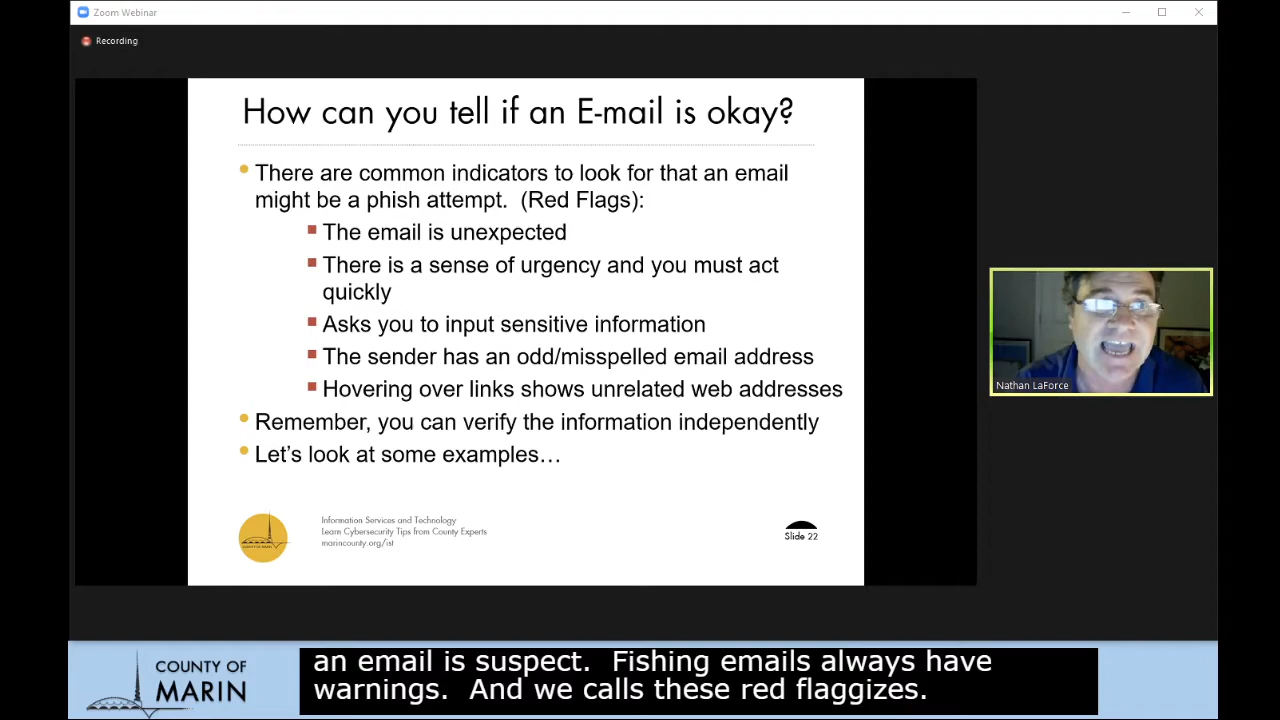 Zoom Webinar
Recording
How can you tell if an E-mail is okay?
There are common indicators to look for that an email
might be a phish attempt.  (Red Flags):
The email is unexpected
There is a sense of urgency and you must act
quickly
Asks you to input sensitive information
The sender has an odd/misspelled email address
Hovering over links shows unrelated web addresses
Remember, you can verify the information independently
Let’s look at some examples…
Information Services and Technology
Learn Cybersecurity Tips from County Experts
marincounty.org/ist
Slide 22
Nathan LaForce
COUNTY OF
MARIN
an email is suspect.  Fishing emails always have
warnings.  And we calls these red flaggizes.